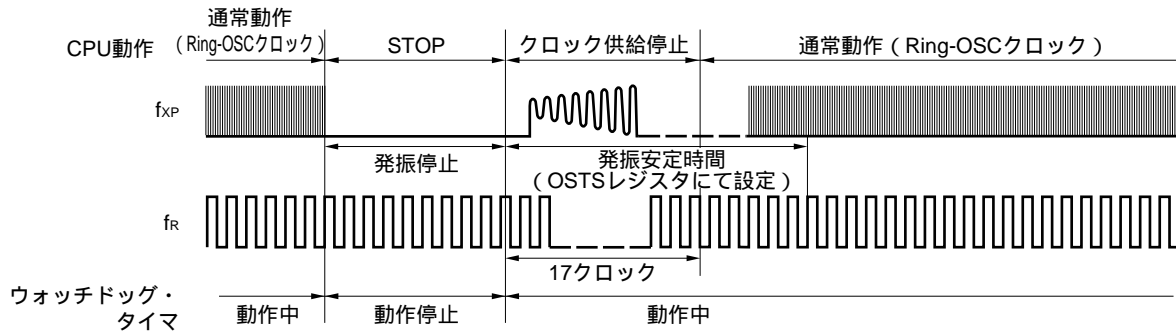 通常動作
CPU動作
（Ring-OSCクロック）
STOP
クロック供給停止
通常動作（Ring-OSCクロック）
fXP
発振停止
発振安定時間
（OSTSレジスタにて設定）
fR
17クロック
ウォッチドッグ・
タイマ
動作中
動作停止
動作中